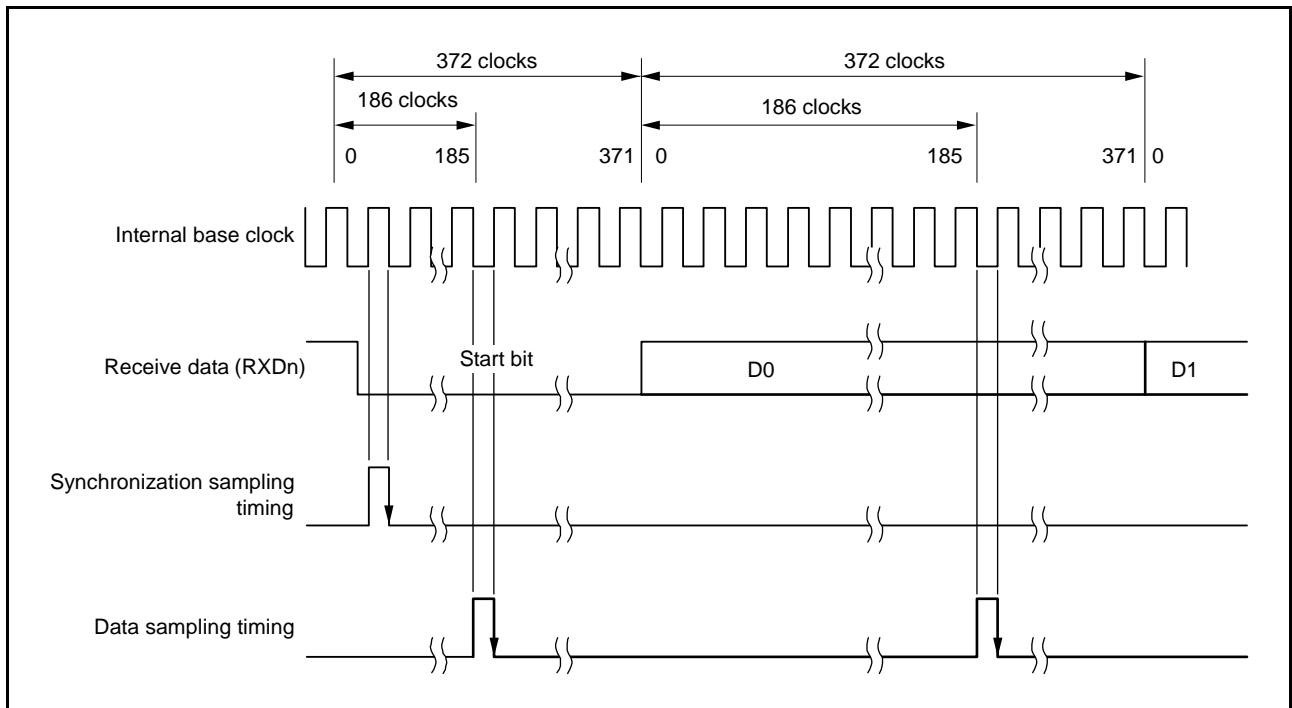 372 clocks 372 clocks
186 clocks 186 clocks
0 185 371 0 185 371 0
Internal base clock
Receive data (RXDn) Start bit D0 D1
Synchronization sampling
timing
Data sampling timing